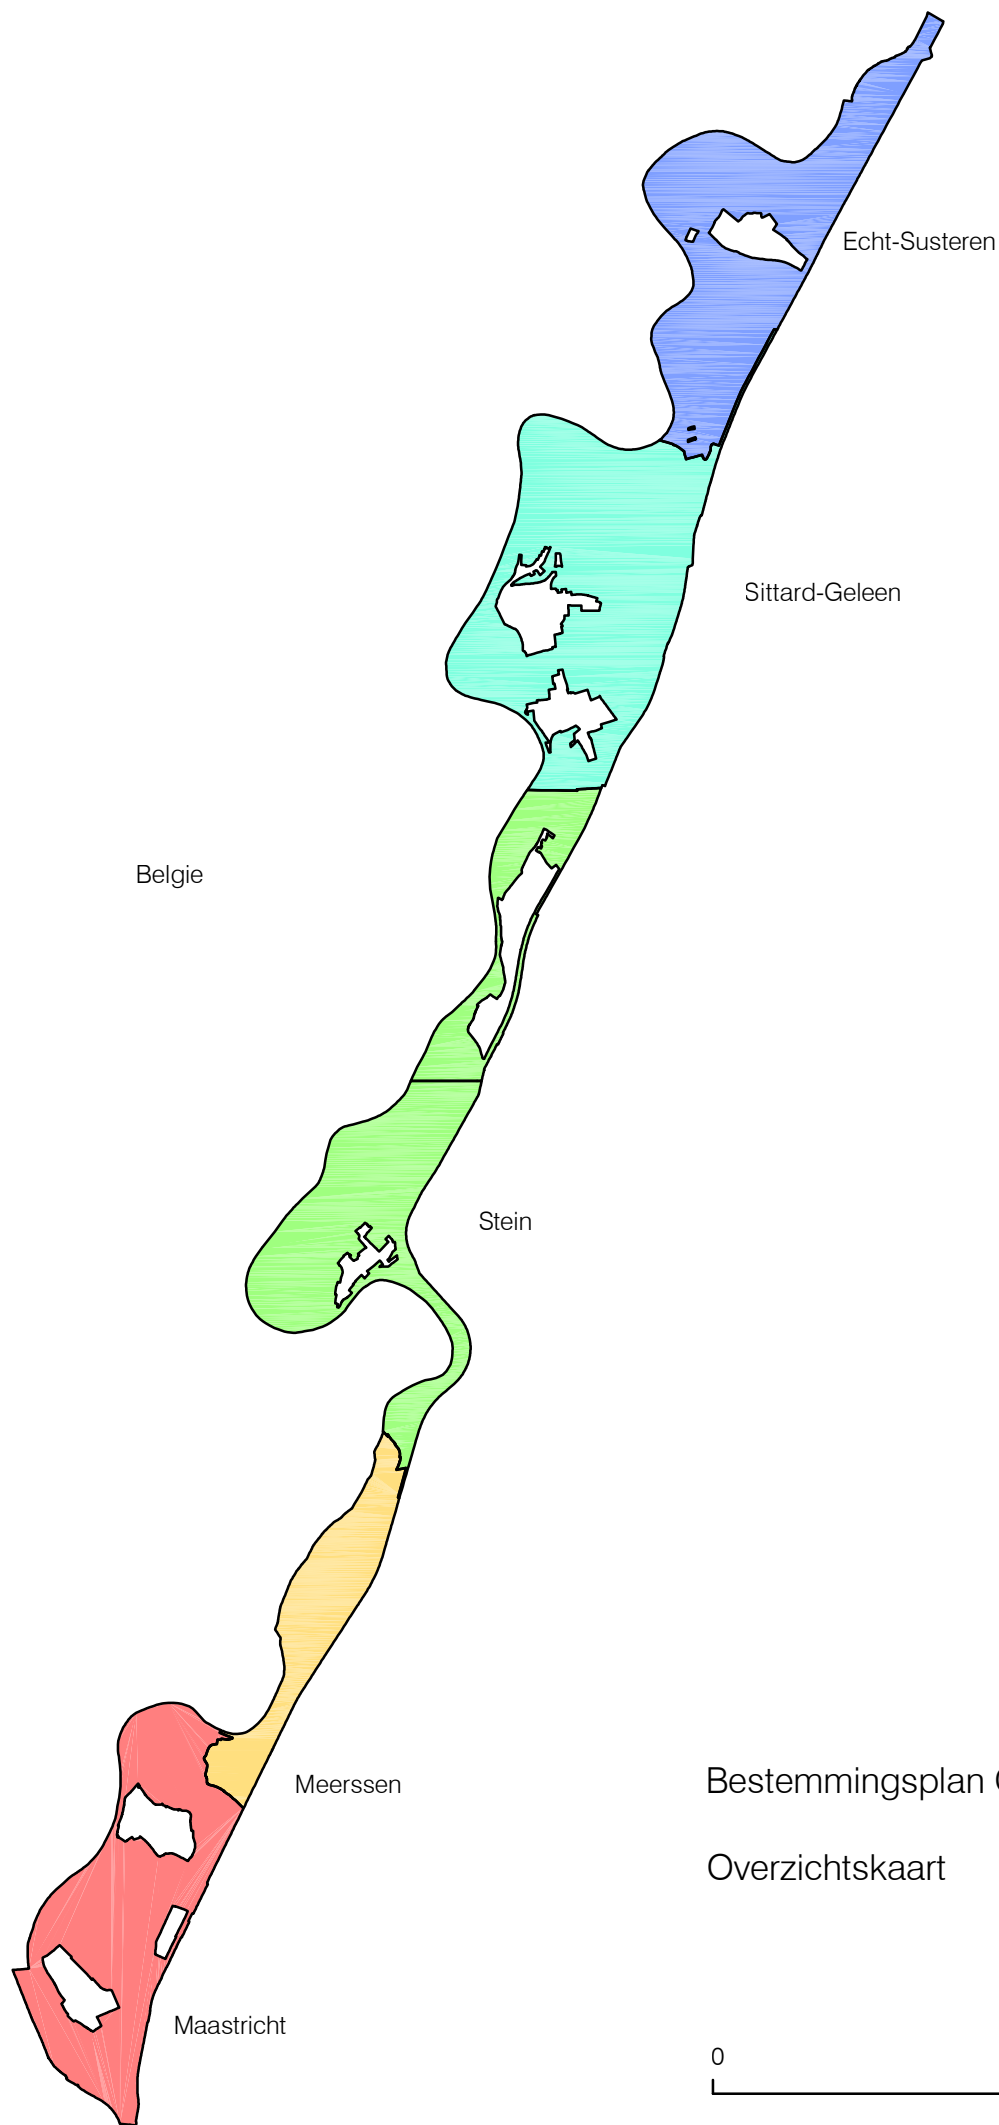 Echt-Susteren
Sittard-Geleen
Belgie
Stein
Meerssen
Bestemmingsplan
Overzichtskaart
Maastricht
0